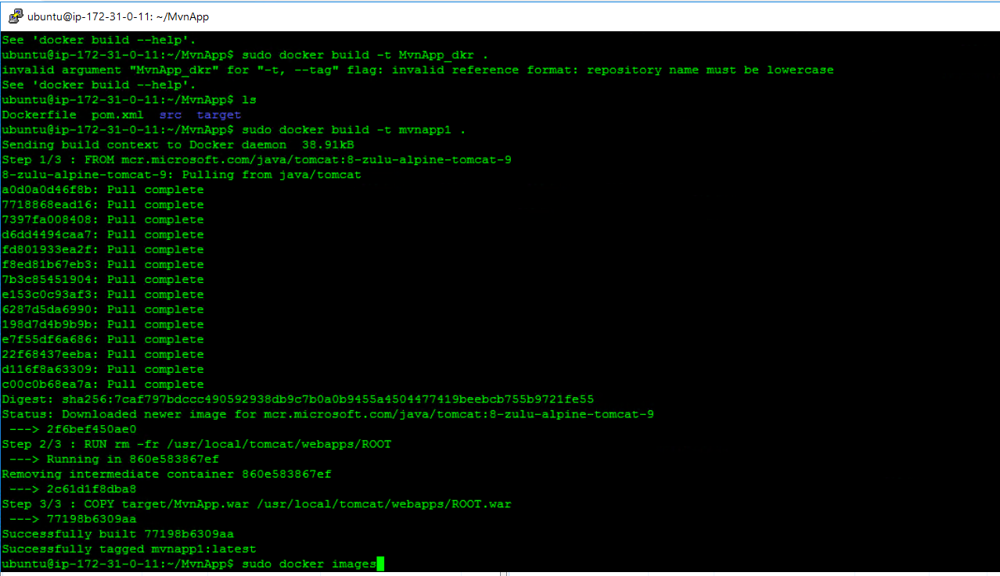 ubuntu@ip-172-31-0-11: ~/MvnApp
See 'docker build --help'.
ubuntu@ip-172-31-0-11:~/MvnApp$ sudo docker build -t MvnApp_dkr .
invalid argument "MvnApp_dkr" for "-t, --tag" flag: invalid reference format: repository name must be lowercase
See 'docker build --help'.
ubuntu@ip-172-31-0-11:~/MvnApp$ ls
Dockerfile  pom.xml  src  target
ubuntu@ip-172-31-0-11:~/MvnApp$ sudo docker build -t mvnapp1 .
Sending build context to Docker daemon  38.91kB
Step 1/3 : FROM mcr.microsoft.com/java/tomcat:8-zulu-alpine-tomcat-9
8-zulu-alpine-tomcat-9: Pulling from java/tomcat
a0d0a0d46f8b: Pull complete
7718868ead16: Pull complete
7397fa008408: Pull complete
d6dd4494caa7: Pull complete
fd801933ea2f: Pull complete
f8ed81b67eb3: Pull complete
7b3c85451904: Pull complete
e153c0c93af3: Pull complete
6287d5da6990: Pull complete
198d7d4b9b9b: Pull complete
e7f55df6a686: Pull complete
22f68437eeba: Pull complete
d116f8a63309: Pull complete
c00c0b68ea7a: Pull complete
Digest: sha256:7caf797bdccc490592938db9c7b0a0b9455a4504477419beebcb755b9721fe55
Status: Downloaded newer image for mcr.microsoft.com/java/tomcat:8-zulu-alpine-tomcat-9
 ---> 2f6bef450ae0
Step 2/3 : RUN rm -fr /usr/local/tomcat/webapps/ROOT
 ---> Running in 860e583867ef
Removing intermediate container 860e583867ef
 ---> 2c61d1f8dba8
Step 3/3 : COPY target/MvnApp.war /usr/local/tomcat/webapps/ROOT.war
 ---> 77198b6309aa
Successfully built 77198b6309aa
Successfully tagged mvnapp1:latest
ubuntu@ip-172-31-0-11:~/MvnApp$ sudo docker images